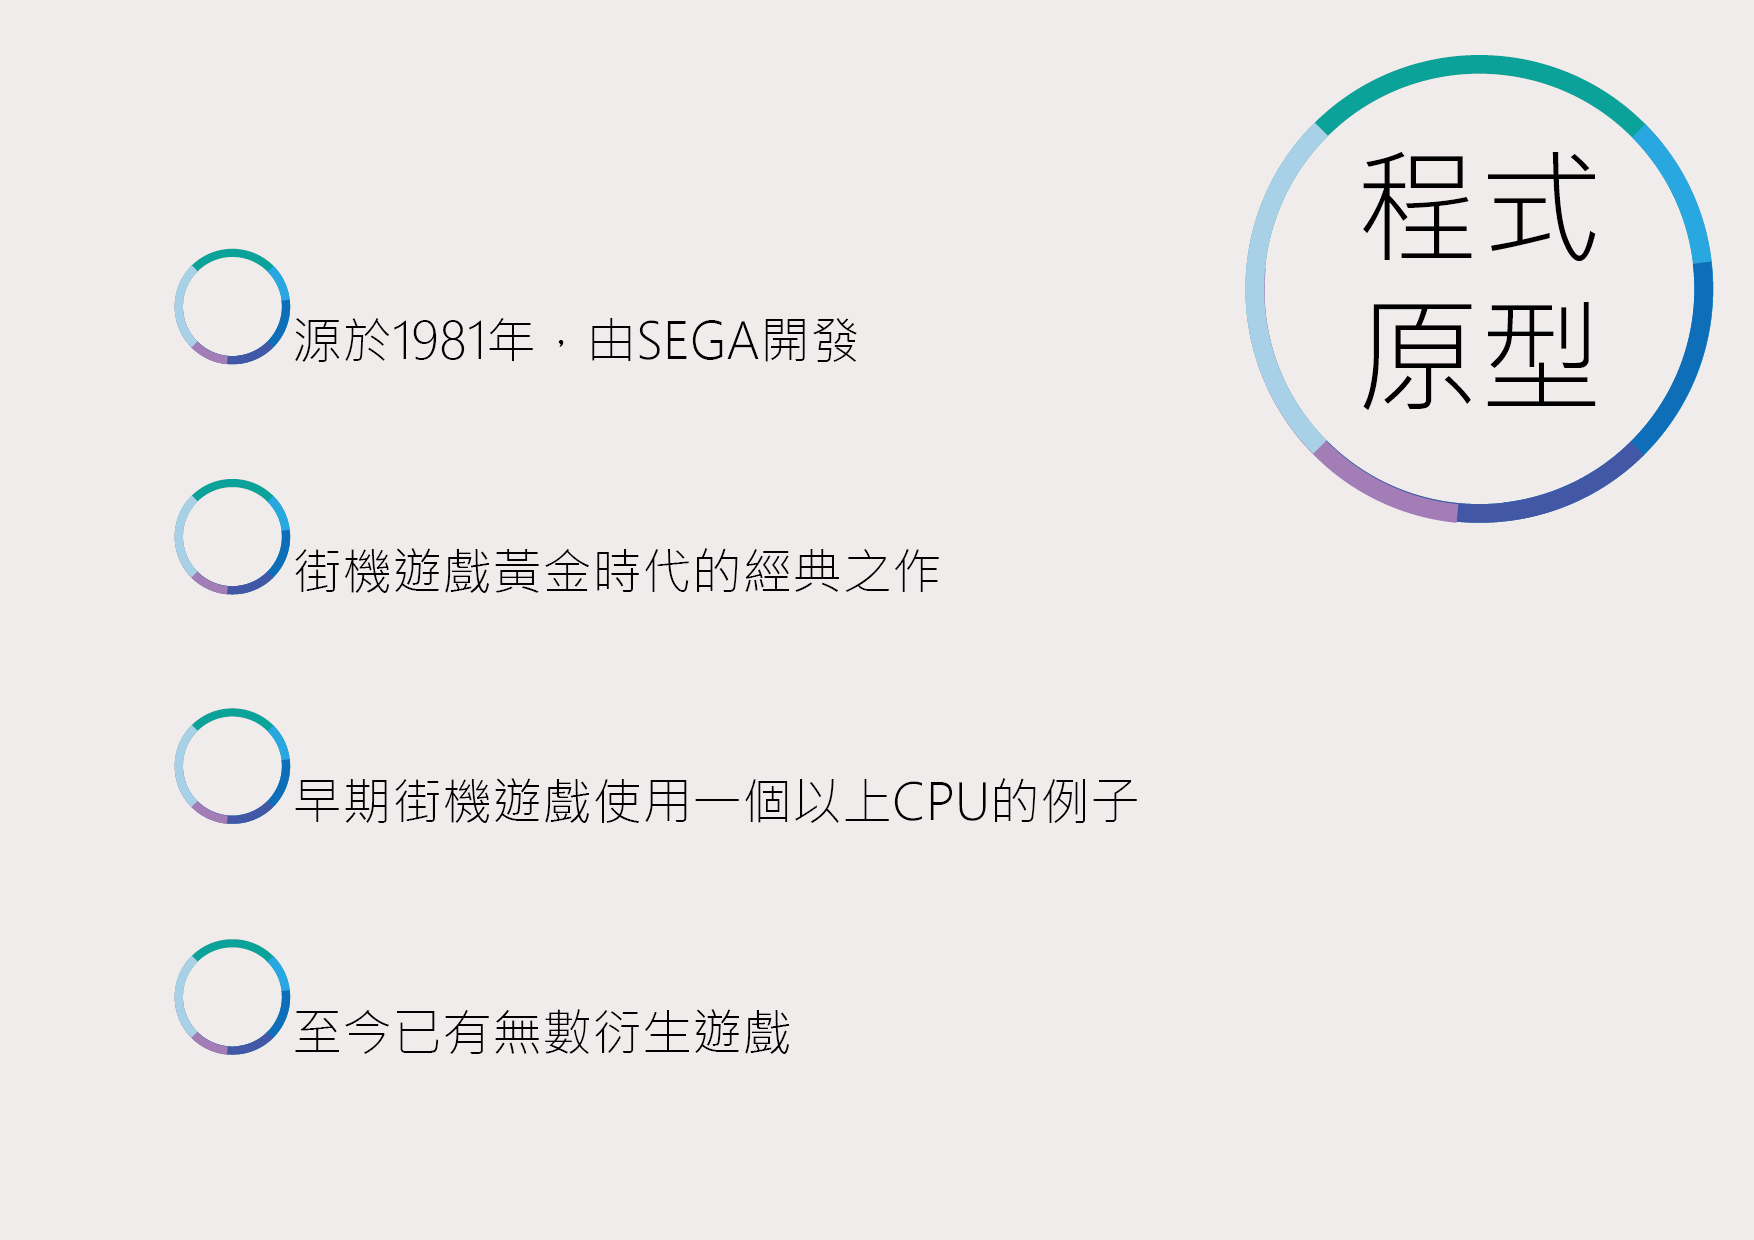 程式
原型
源於1981年，由SEGA開發
街機遊戲黃金時代的經典之作
早期街機遊戲使用一個以上CPU的例子
至今已有無數衍生遊戲